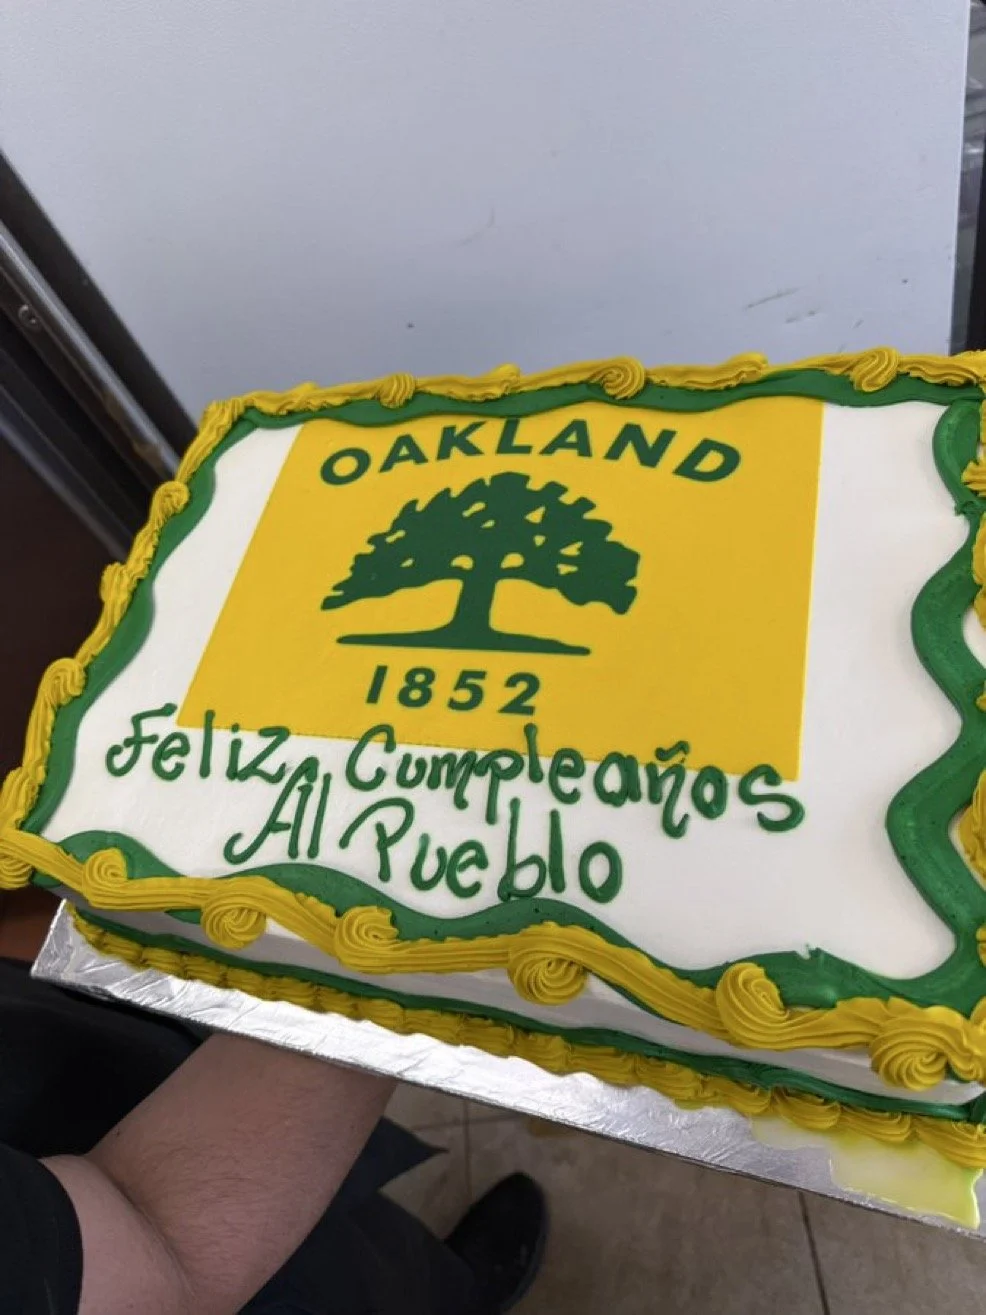 OAKLAND
1852
Feliz Cumpleaños
Al Pueblo